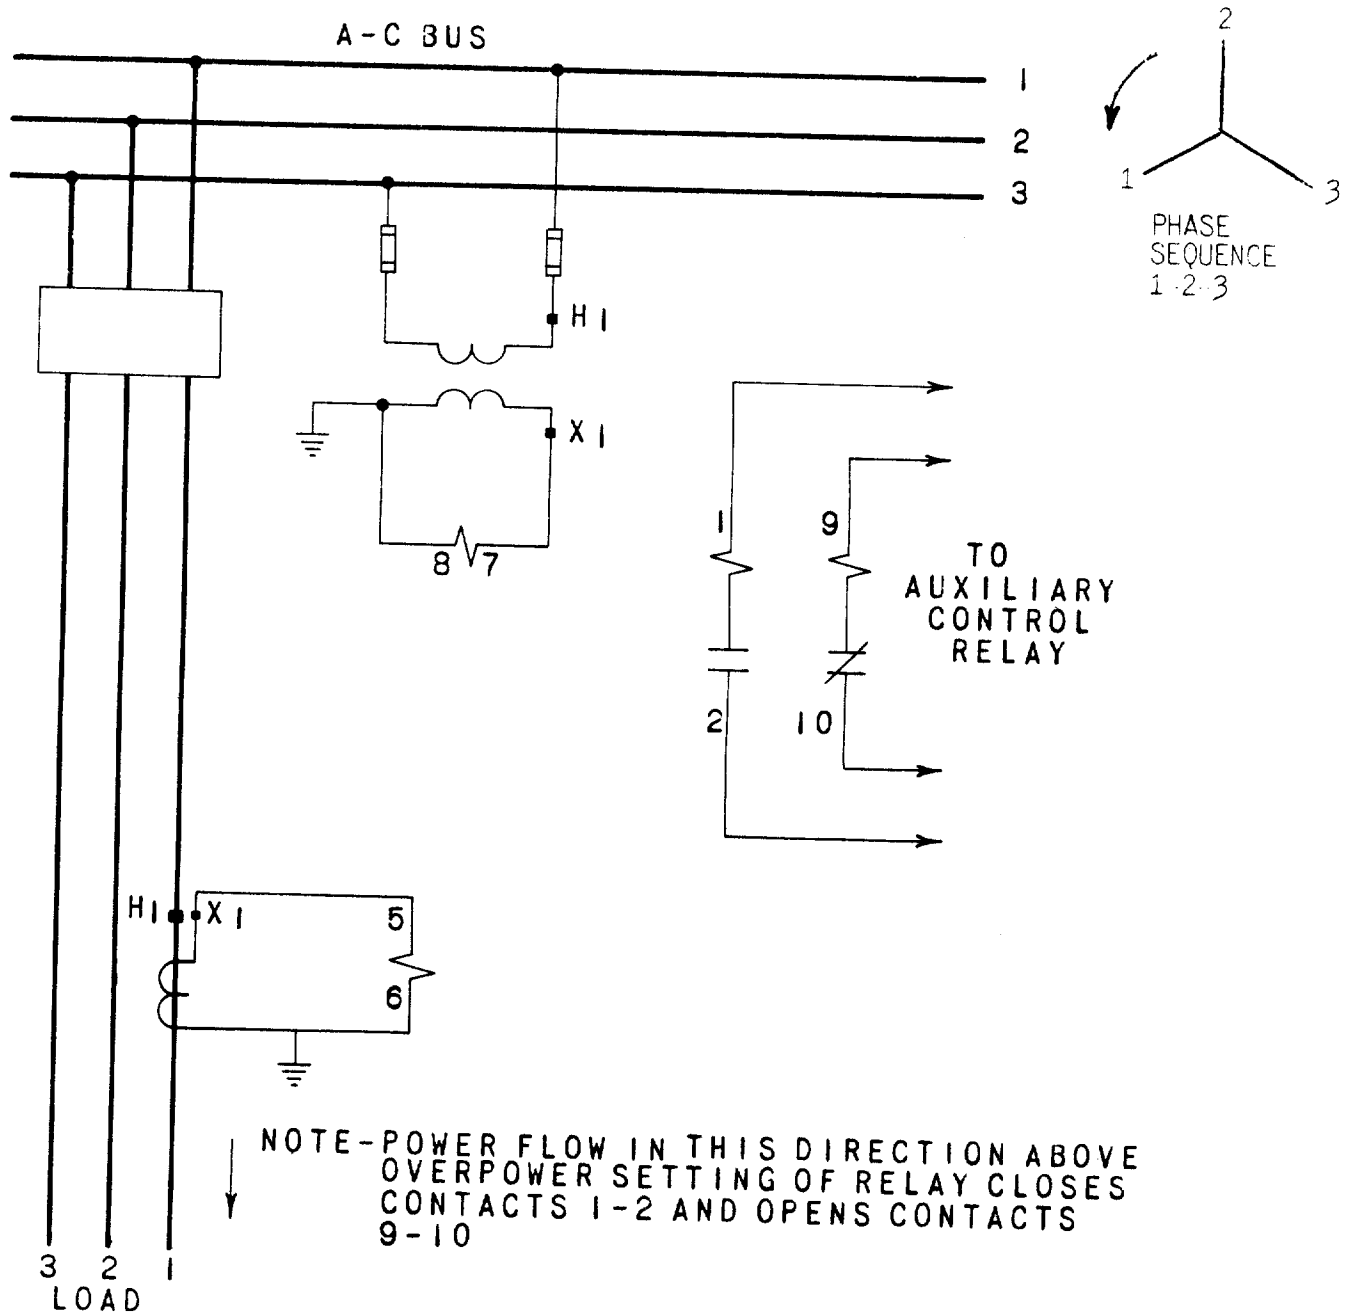 A-C BUS
1
2
3
2
1
3
PHASE
SEQUENCE
1-2-3
H1
X1
8 7
1
9
TO
AUXILIARY
CONTROL
RELAY
2
10
H1 X1
5
6
NOTE-POWER FLOW IN THIS DIRECTION ABOVE
OVERPOWER SETTING OF RELAY CLOSES
CONTACTS 1-2 AND OPENS CONTACTS
9-10
3 2 1
LOAD